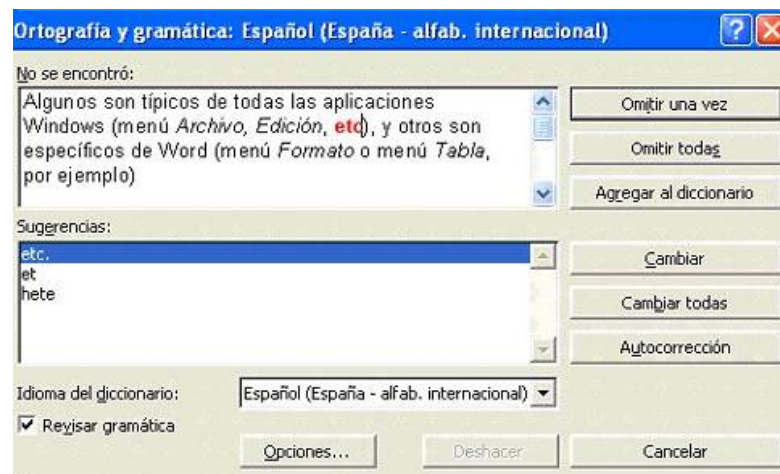 Ortografía y gramática: Español (España - alfab. internacional)
No se encontró:
Algunos son típicos de todas las aplicaciones
Windows (menú Archivo, Edición, etc), y otros son
específicos de Word (menú Formato o menú Tabla,
por ejemplo)
Omitir una vez
Omitir todas
Agregar al diccionario
Sugerencias:
etc.
et
hete
Cambiar
Cambiar todas
Autocorrección
Idioma del diccionario:
Español (España - alfab. internacional)
Revisar gramática
Opciones...
Deshacer
Cancelar